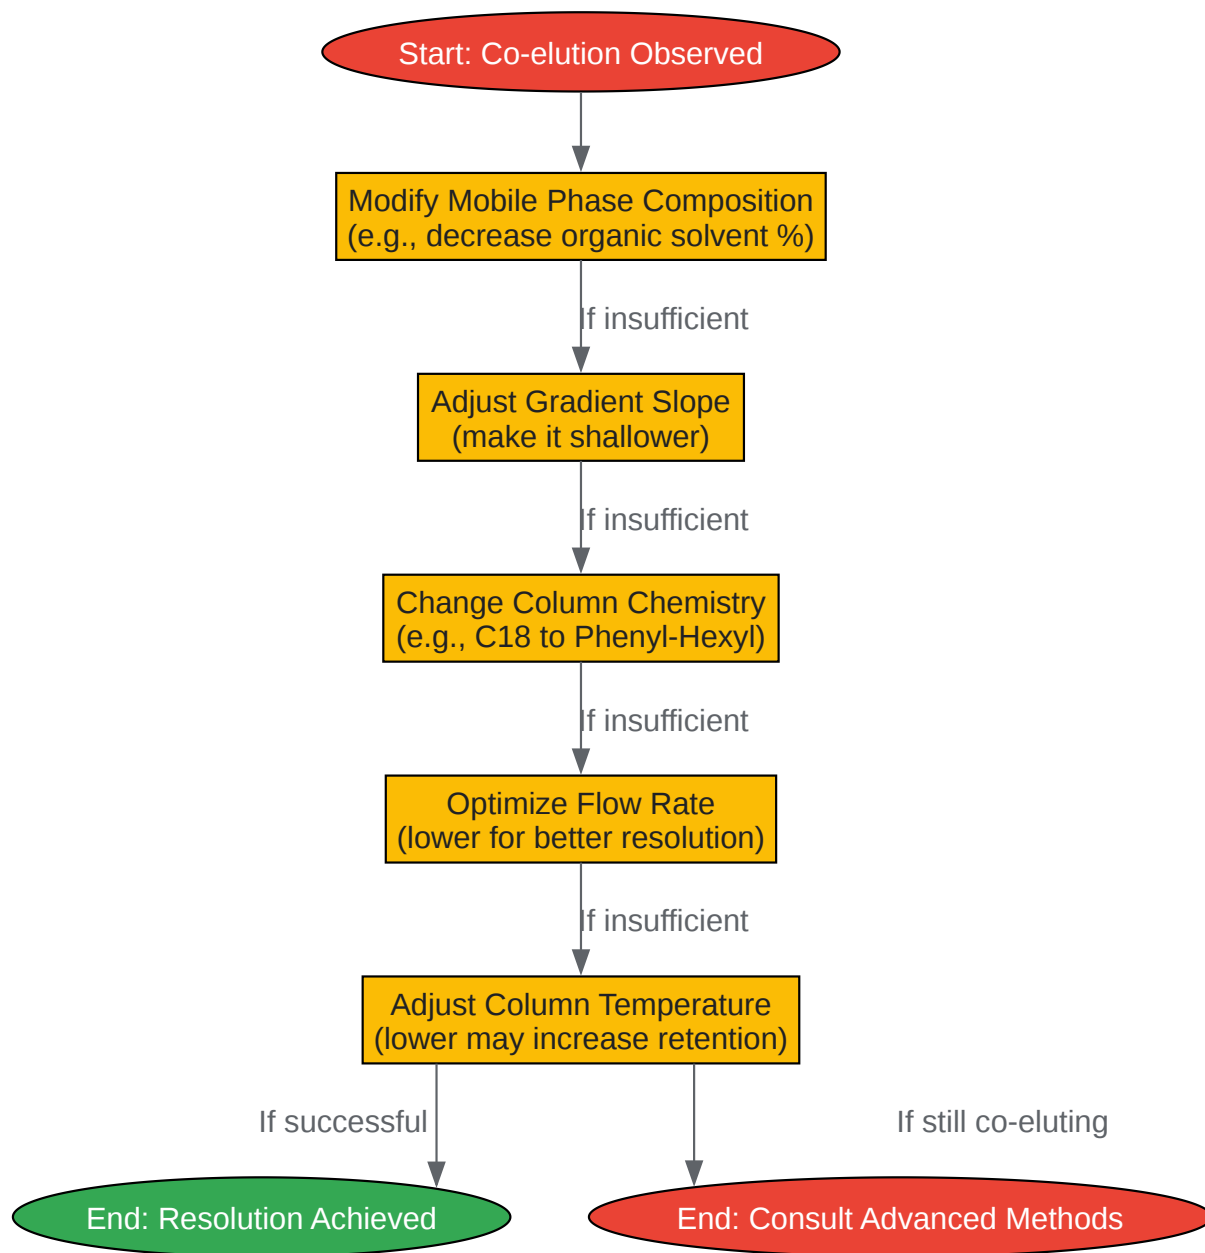 Start: Co-elution Observed
Modify Mobile Phase Composition
(e.g., decrease organic solvent %)
If insufficient
Adjust Gradient Slope
(make it shallower)
If insufficient
Change Column Chemistry
(e.g., C18 to Phenyl-Hexyl)
If insufficient
Optimize Flow Rate
(lower for better resolution)
If insufficient
Adjust Column Temperature
(lower may increase retention)
If successful
If still co-eluting
End: Resolution Achieved
End: Consult Advanced Methods